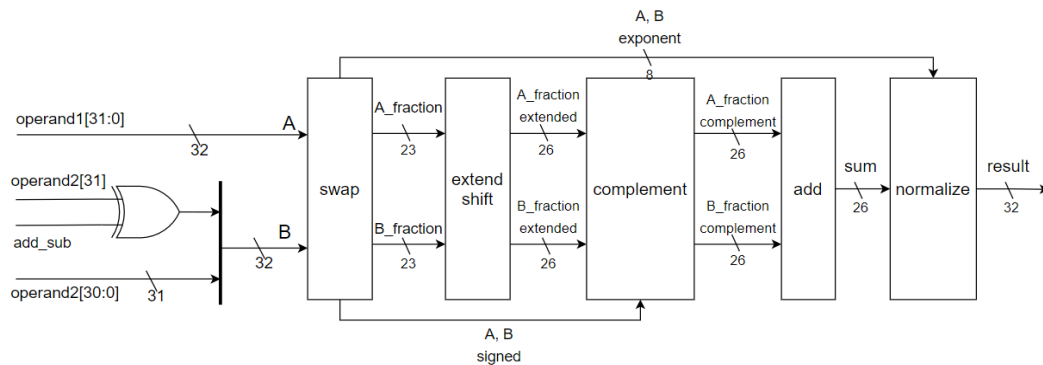 A, B
exponent
8
operand1[31:0]
32
A
operand2[31]
add_sub
operand2[30:0]
31
32
B
swap
A_fraction
23
B_fraction
23
extend
shift
A_fraction
extended
26
B_fraction
extended
26
complement
A_fraction
complement
26
B_fraction
complement
26
add
sum
26
normalize
result
32
A, B
signed